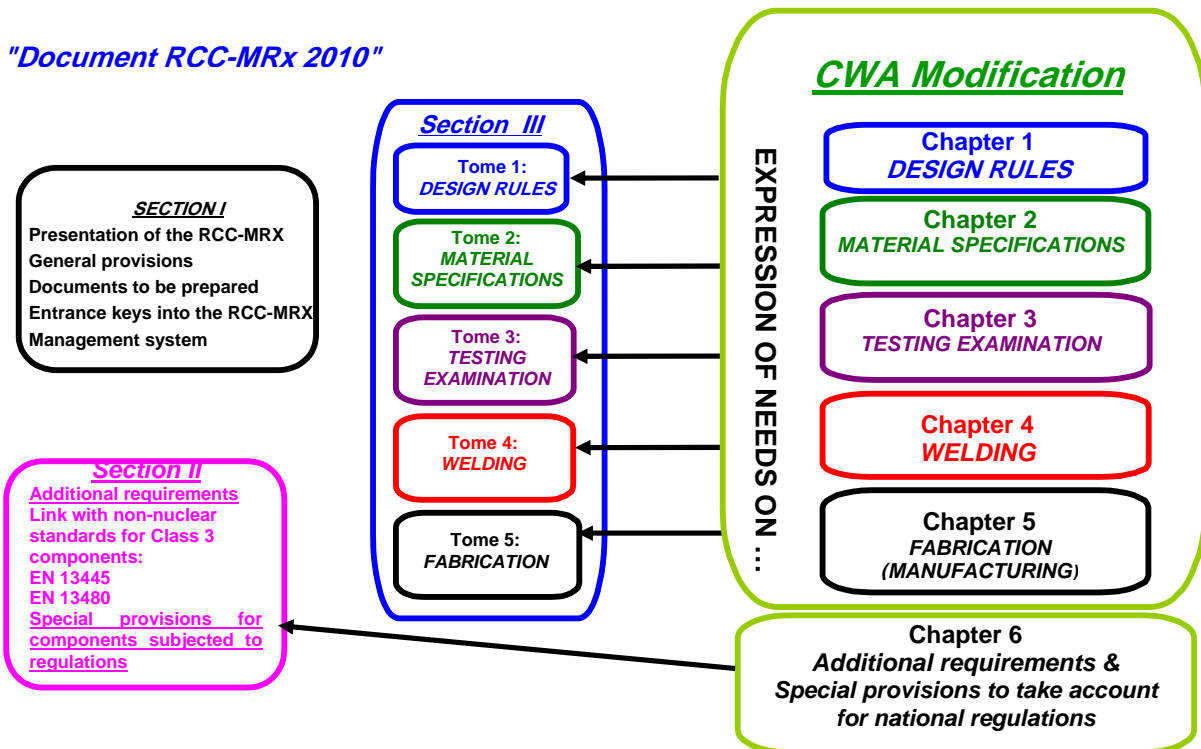 "Document RCC-MRx 2010"
SECTION I
Presentation of the RCC-MRX
General provisions
Documents to be prepared
Entrance keys into the RCC-MRX
Management system
Section II
Additional requirements
Link with non-nuclear
standards for Class 3
components:
EN 13445
EN 13480
Special provisions for
components subjected to
regulations
Section III
Tome 1:
DESIGN RULES
Tome 2:
MATERIAL
SPECIFICATIONS
Tome 3:
TESTING
EXAMINATION
Tome 4:
WELDING
Tome 5:
FABRICATION
EXPRESSION OF NEEDS ON ...
CWA Modification
Chapter 1
DESIGN RULES
Chapter 2
MATERIAL SPECIFICATIONS
Chapter 3
TESTING EXAMINATION
Chapter 4
WELDING
Chapter 5
FABRICATION
(MANUFACTURING)
Chapter 6
Additional requirements &
Special provisions to take account
for national regulations